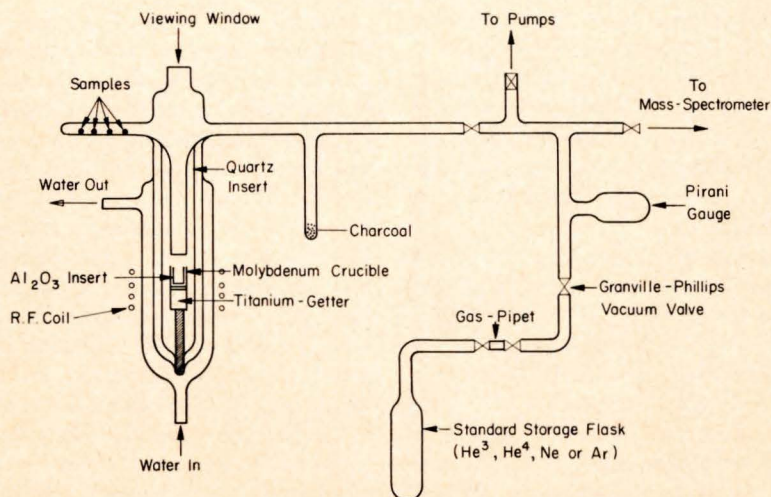 Viewing Window
To Pumps
Samples
To
Mass-Spectrometer
Quartz
Insert
Water Out
Pirani
Gauge
Charcoal
Al₂O₃ Insert
Molybdenum Crucible
Titanium-Getter
R.F. Coil
Granville-Phillips
Vacuum Valve
Gas-Pipet
Standard Storage Flask
(He³, He⁴, Ne or Ar)
Water In